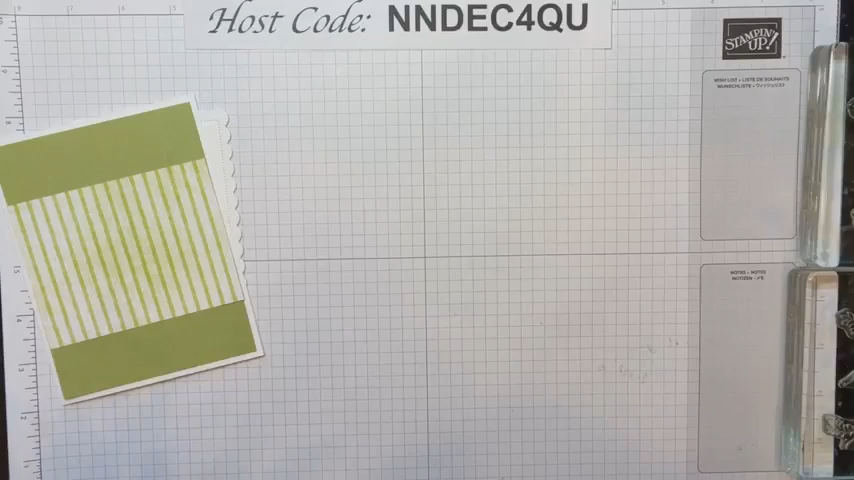 Host Code: NNDEC4QU
STAMPIN' UP!
WISH LIST • LISTE DE SOUHAITS
WUNSCHLISTE • ウィッシュリスト
NOTES • NOTES
NOTIZEN • メモ